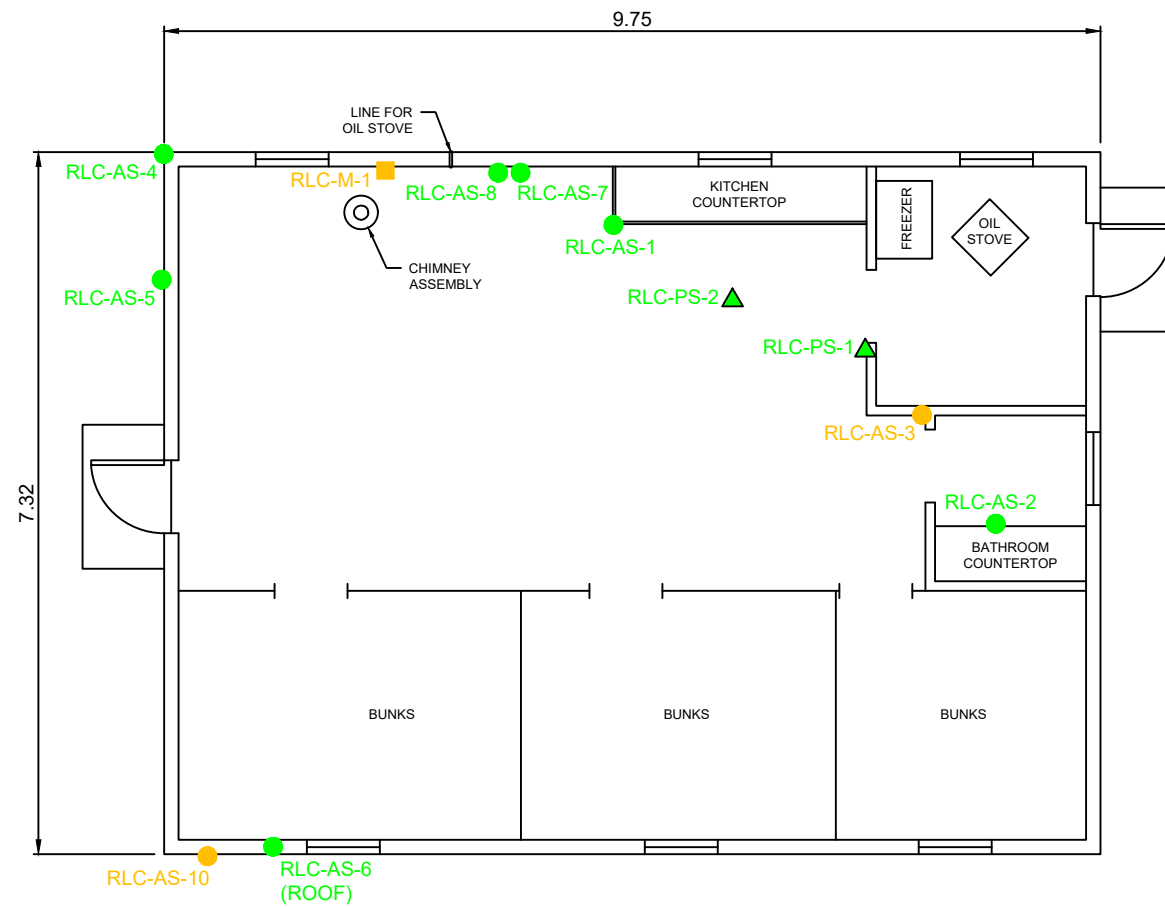 9.75
LINE FOR
OIL STOVE
RLC-AS-4
RLC-M-1
RLC-AS-8
RLC-AS-7
KITCHEN
COUNTERTOP
FREEZER
OIL
STOVE
RLC-AS-1
CHIMNEY
ASSEMBLY
RLC-AS-5
RLC-PS-2
RLC-PS-1
RLC-AS-3
7.32
RLC-AS-2
BATHROOM
COUNTERTOP
BUNKS
BUNKS
BUNKS
RLC-AS-10
RLC-AS-6
(ROOF)